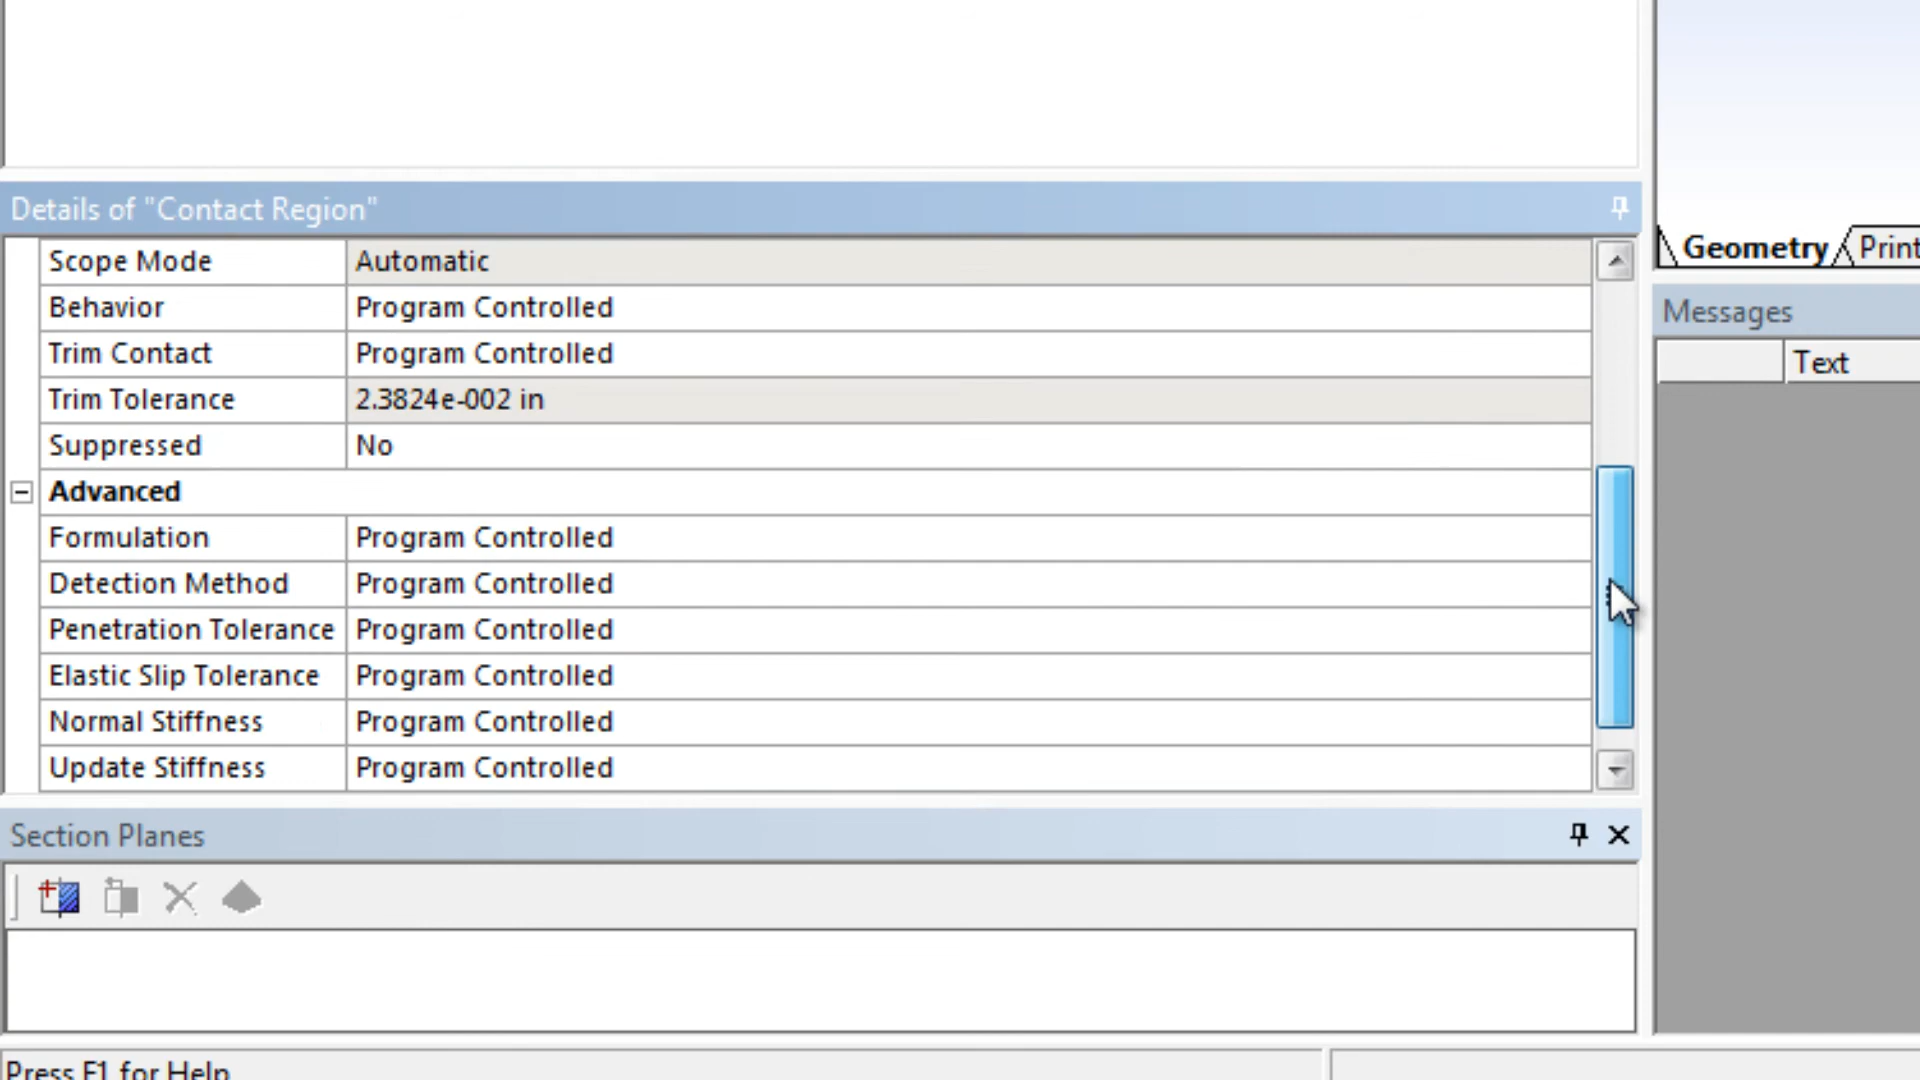 Details of "Contact Region"
Scope Mode Automatic
Behavior Program Controlled
Trim Contact Program Controlled
Trim Tolerance 2.3824e-002 in
Suppressed No
Advanced
Formulation Program Controlled
Detection Method Program Controlled
Penetration Tolerance Program Controlled
Elastic Slip Tolerance Program Controlled
Normal Stiffness Program Controlled
Update Stiffness Program Controlled
Section Planes
Press F1 for Help
Geometry Print
Messages
Text